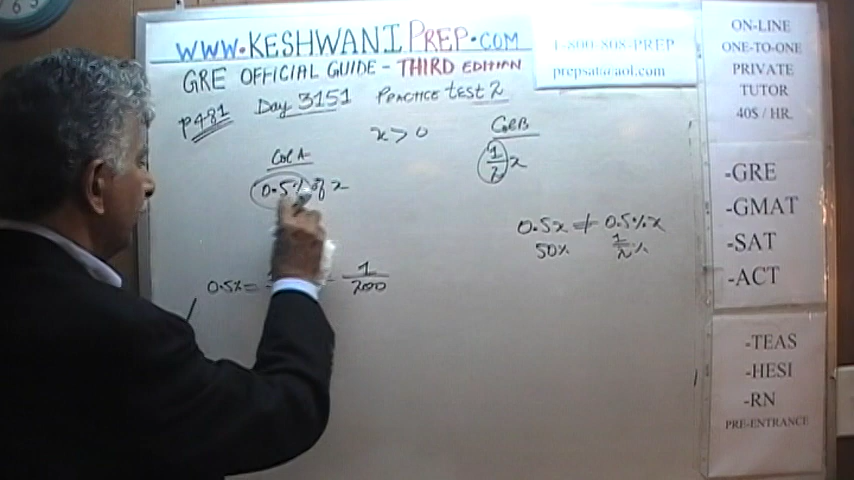 WWW.KESHWANIPREP.COM
GRE OFFICIAL GUIDE - THIRD EDITION
P481
Day 3151 PRACTICE TEST 2
x > 0
Col A
Col B
0.5% of x
1/2 x
0.5x ≠ 0.5% x
50% 1/2 %
0.5% =
1/200
1-800-808-PREP
prepsat@aol.com
ON-LINE
ONE-TO-ONE
PRIVATE
TUTOR
40$ / HR.
-GRE
-GMAT
-SAT
-ACT
-TEAS
-HESI
-RN
PRE-ENTRANCE